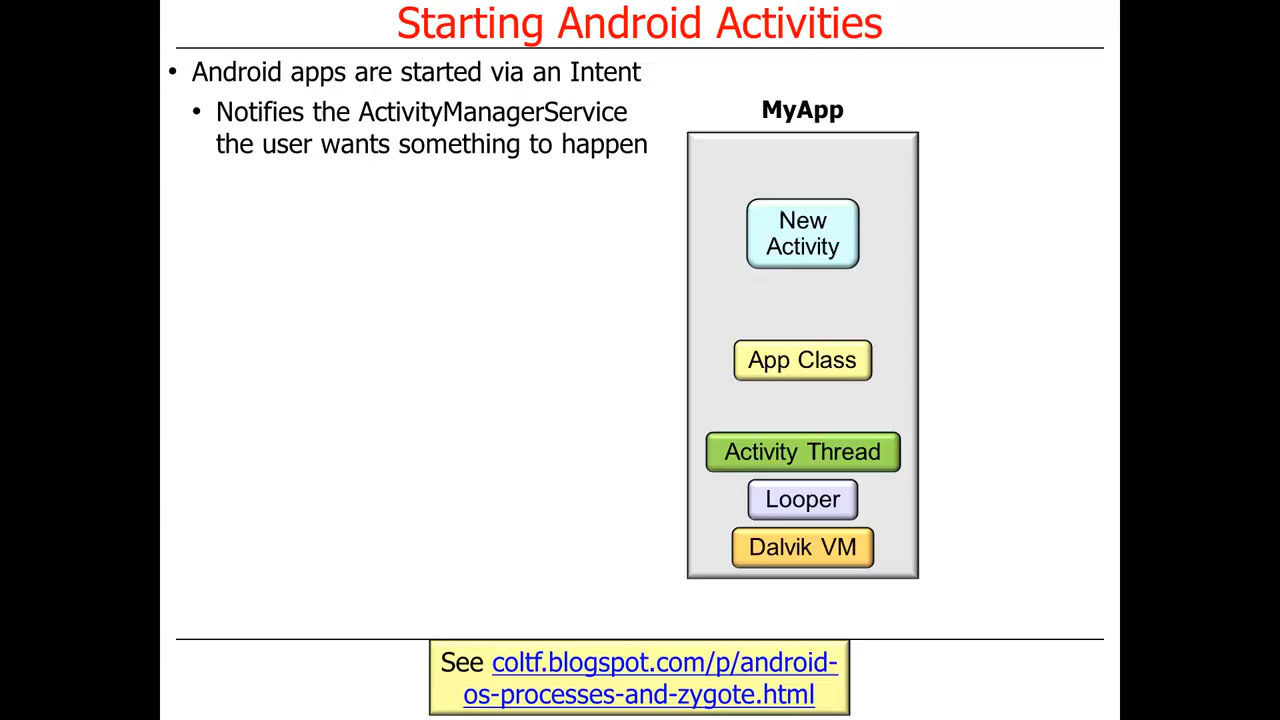 Starting Android Activities
• Android apps are started via an Intent
• Notifies the ActivityManagerService
the user wants something to happen
MyApp
New
Activity
App Class
Activity Thread
Looper
Dalvik VM
See coltf.blogspot.com/p/android-
os-processes-and-zygote.html